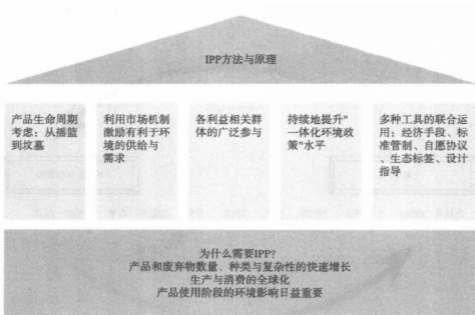 IPP方法与原理
产品生命周期
考虑：从摇篮
到坟墓
利用市场机制
激励有利于环
境的供给与
需求
各利益相关群
体的广泛参与
持续地提升"
一体化环境政
策"水平
多种工具的联合运
用：经济手段、标
准管制、自愿协议
、生态标签、设计
指导
为什么需要IPP?
产品和废弃物数量、种类与复杂性的快速增长
生产与消费的全球化
产品使用阶段的环境影响日益重要